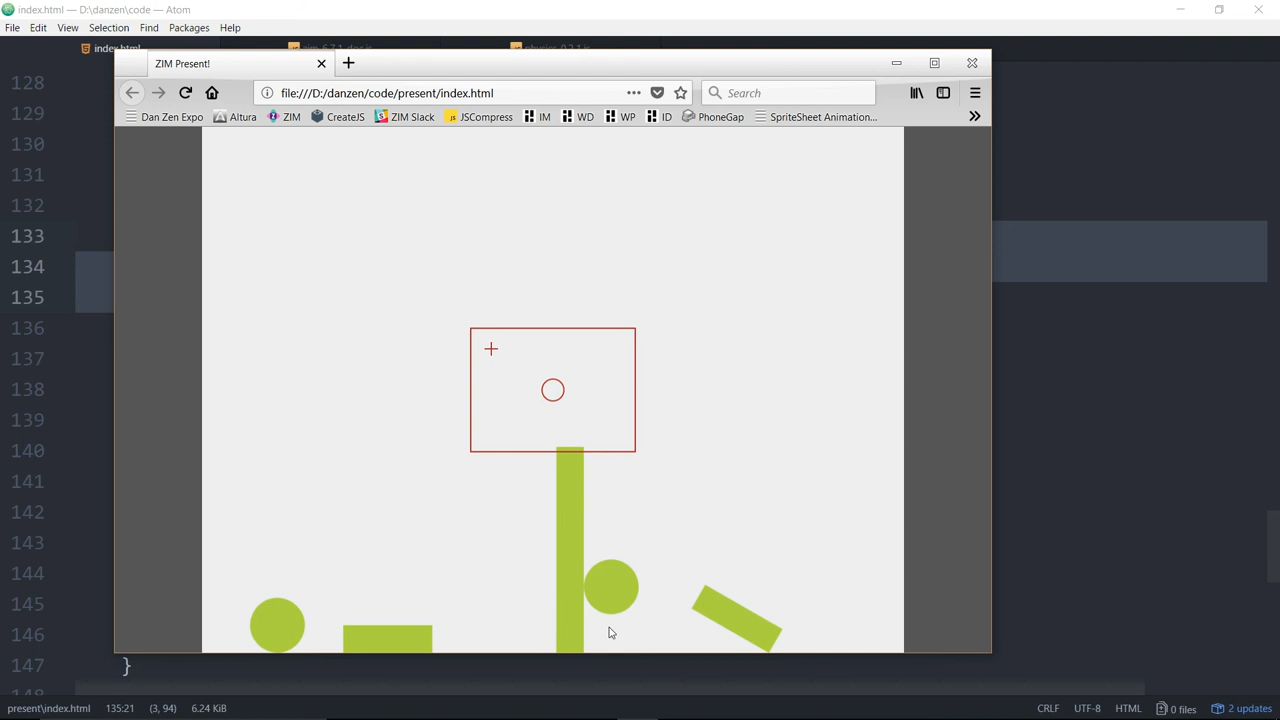 index.html — D:\danzen\code — Atom
File Edit View Selection Find Packages Help
index.html
ZIM Present!
file:///D:/danzen/code/present/index.html
Search
Dan Zen Expo Altura ZIM CreateJS ZIM Slack JSCompress IM WD WP ID PhoneGap SpriteSheet Animation...
128
129
130
131
132
133
134
135
136
137
138
139
140
141
142
143
144
145
146
147 }
present\index.html 135:21 (3, 94) 6.24 KiB CRLF UTF-8 HTML 0 files 2 updates